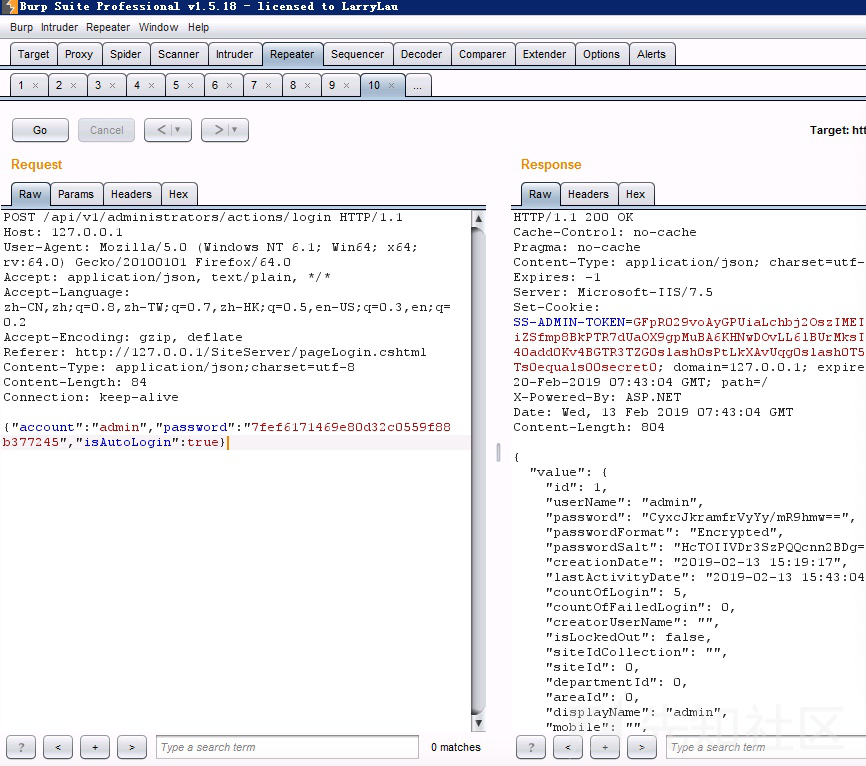 Burp Suite Professional v1.5.18 - licensed to LarryLau
Burp Intruder Repeater Window Help
Target Proxy Spider Scanner Intruder Repeater Sequencer Decoder Comparer Extender Options Alerts
1 × 2 × 3 × 4 × 5 × 6 × 7 × 8 × 9 × 10 × ...
Go Cancel < | ▼ > | ▼
Target: htt
Request
Raw Params Headers Hex
POST /api/v1/administrators/actions/login HTTP/1.1
Host: 127.0.0.1
User-Agent: Mozilla/5.0 (Windows NT 6.1; Win64; x64;
rv:64.0) Gecko/20100101 Firefox/64.0
Accept: application/json, text/plain, */*
Accept-Language:
zh-CN,zh;q=0.8,zh-TW;q=0.7,zh-HK;q=0.5,en-US;q=0.3,en;q=
0.2
Accept-Encoding: gzip, deflate
Referer: http://127.0.0.1/SiteServer/pageLogin.cshtml
Content-Type: application/json;charset=utf-8
Content-Length: 84
Connection: keep-alive
{"account":"admin","password":"7fef6171469e80d32c0559f88
b377245","isAutoLogin":true}
? < + > Type a search term 0 matches
Response
Raw Headers Hex
HTTP/1.1 200 OK
Cache-Control: no-cache
Pragma: no-cache
Content-Type: application/json; charset=utf-
Expires: -1
Server: Microsoft-IIS/7.5
Set-Cookie:
SS-ADMIN-TOKEN=GFpR029voAyGPUiaLchbj2OszIMEI
iZSfmp8BkPTR7dUaOX9gpMuBA6KHNwDOvLL6lBUrMksI
40add0Kv4BGTR3TZG0slash0sPtLkXAvUqg0slash0T5
Ts0equals00secret0; domain=127.0.0.1; expire
20-Feb-2019 07:43:04 GMT; path=/
X-Powered-By: ASP.NET
Date: Wed, 13 Feb 2019 07:43:04 GMT
Content-Length: 804
{
"value": {
"id": 1,
"userName": "admin",
"password": "CyxcJkramfrVyYy/mR9hmw==",
"passwordFormat": "Encrypted",
"passwordSalt": "HcTOIIVDr3SzPQQcnn2BDg=
"creationDate": "2019-02-13 15:19:17",
"lastActivityDate": "2019-02-13 15:43:04
"countOfLogin": 5,
"countOfFailedLogin": 0,
"creatorUserName": "",
"isLockedOut": false,
"siteIdCollection": "",
"siteId": 0,
"departmentId": 0,
"areaId": 0,
"displayName": "admin",
"mobile": "",
? < + > Type a search term
先知社区